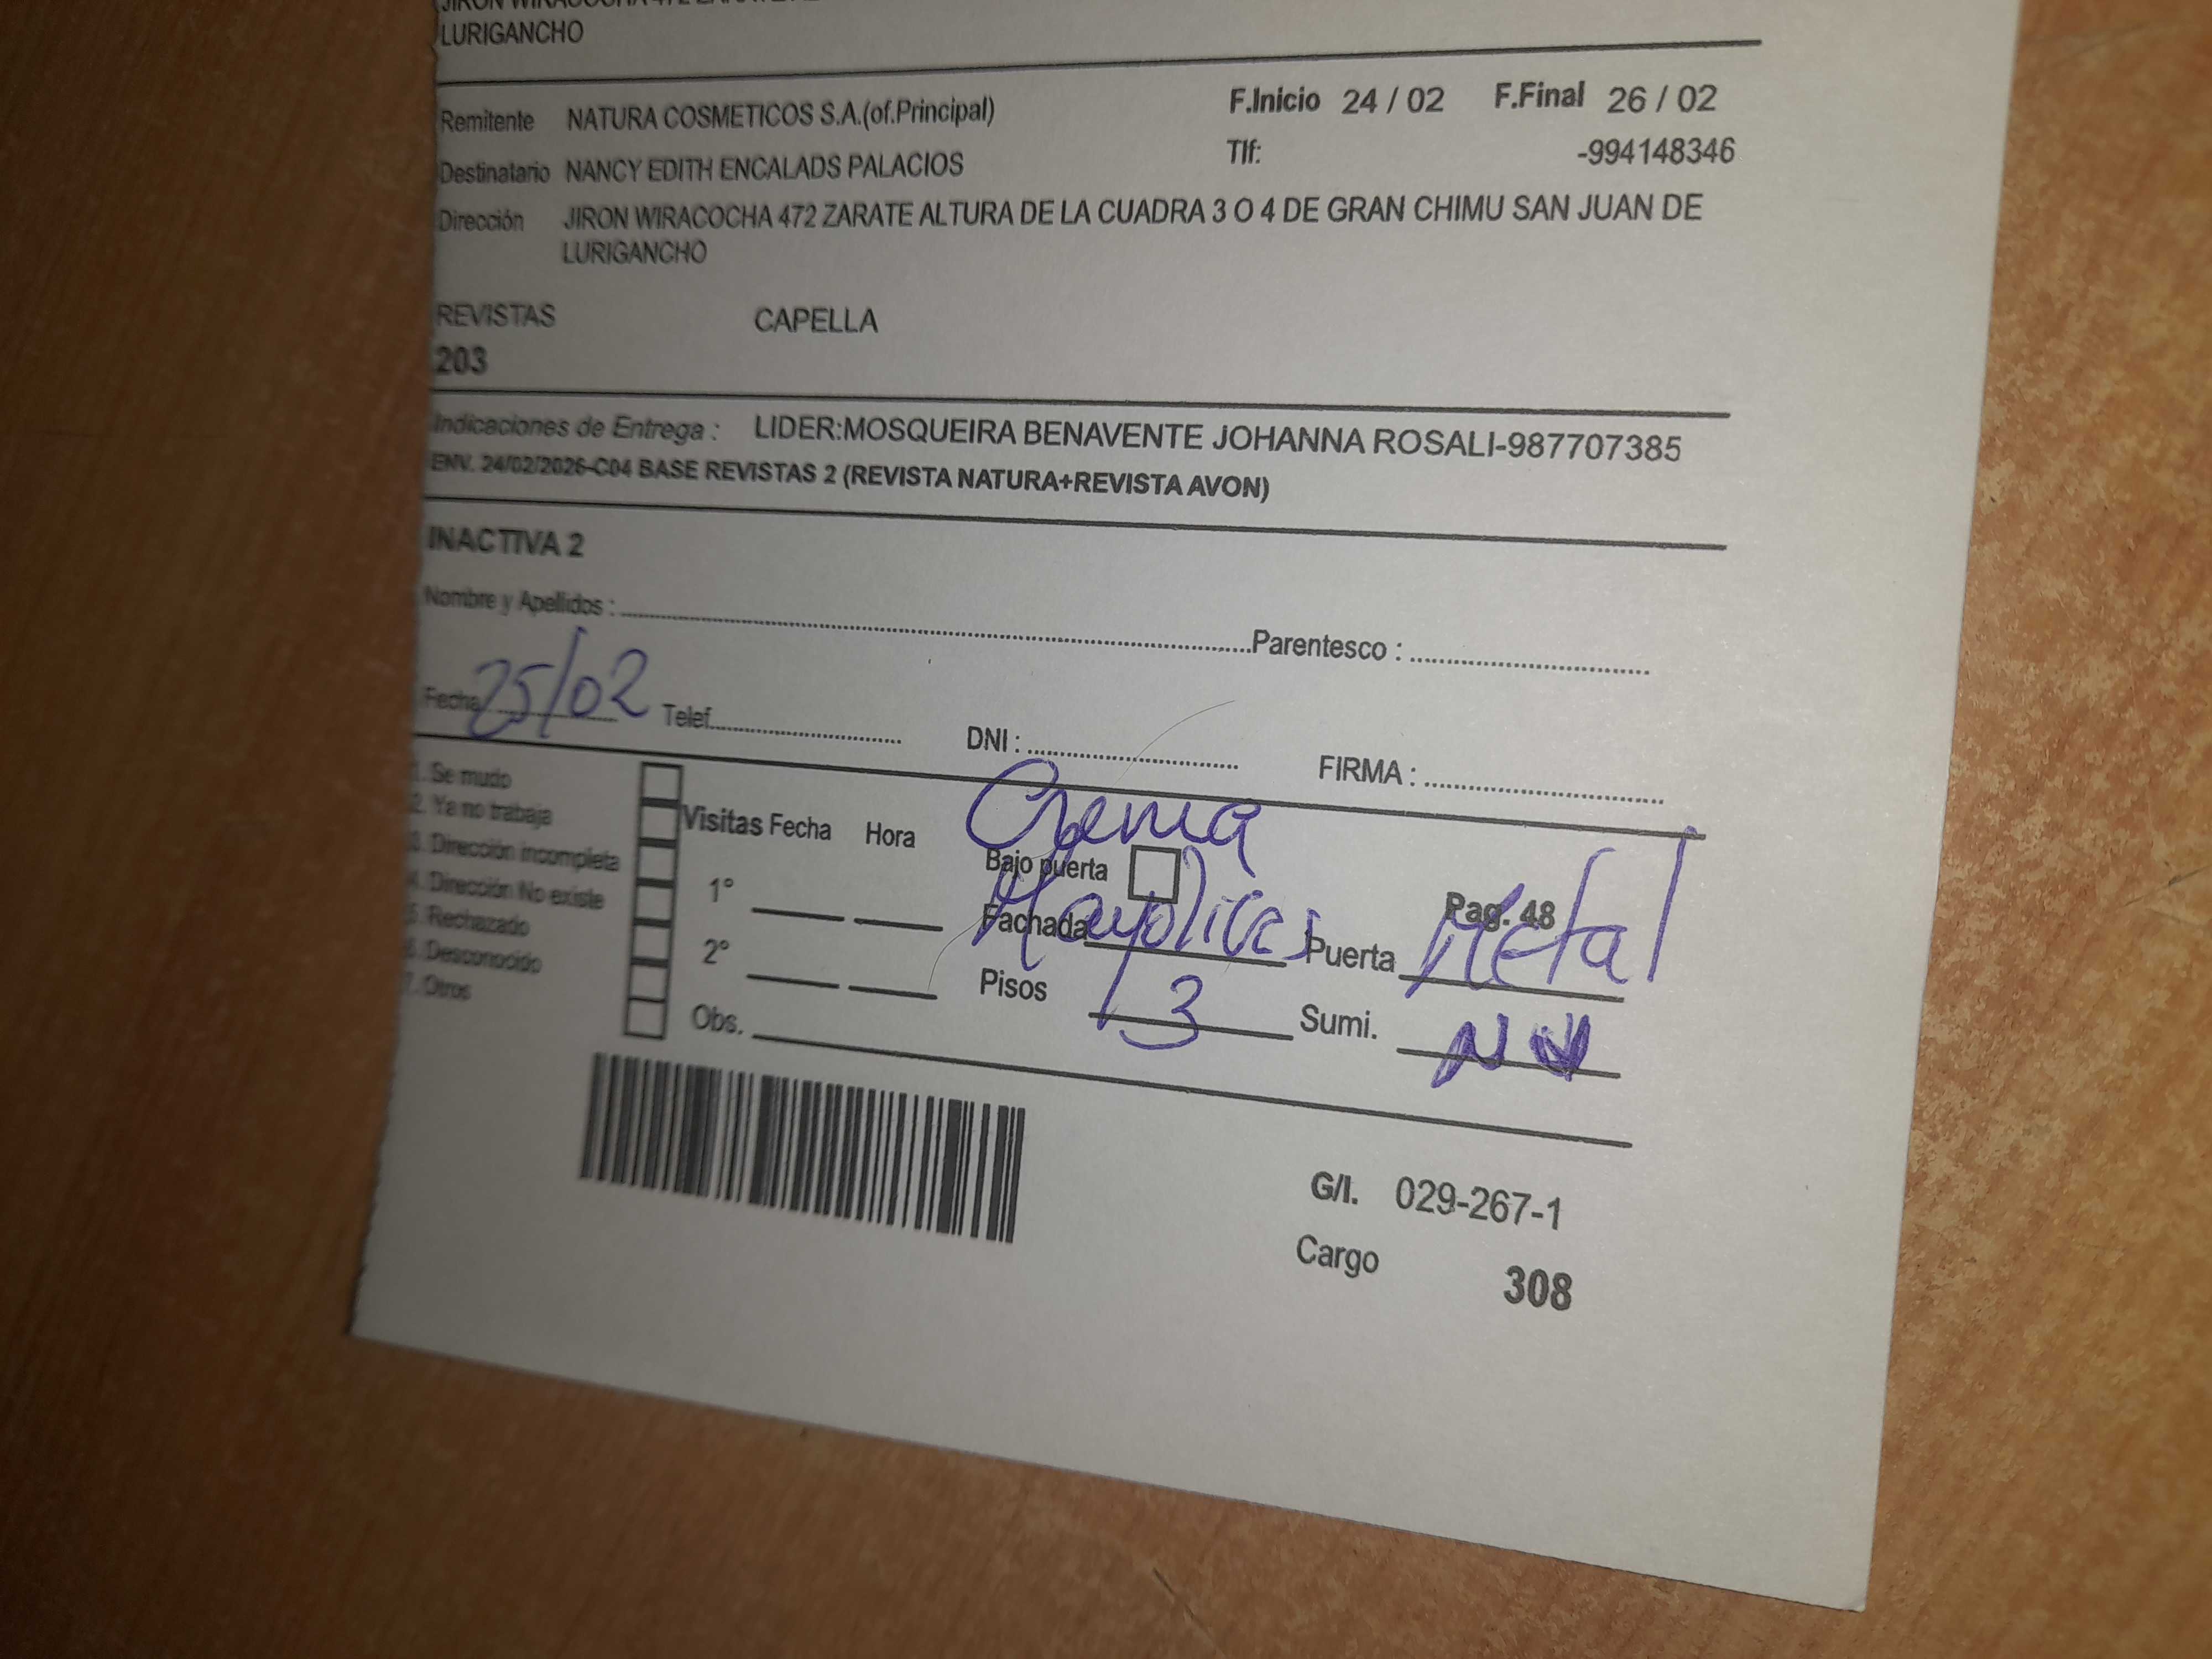 JIRON WIRACOCHA 472 ZARATE
LURIGANCHO
Remitente NATURA COSMETICOS S.A.(of.Principal) F.Inicio 24 / 02 F.Final 26 / 02
Destinatario NANCY EDITH ENCALADS PALACIOS Tlf: -994148346
Dirección JIRON WIRACOCHA 472 ZARATE ALTURA DE LA CUADRA 3 O 4 DE GRAN CHIMU SAN JUAN DE
LURIGANCHO
REVISTAS CAPELLA
203
Indicaciones de Entrega : LIDER:MOSQUEIRA BENAVENTE JOHANNA ROSALI-987707385
ENV. 24/02/2026-C04 BASE REVISTAS 2 (REVISTA NATURA+REVISTA AVON)
INACTIVA 2
Nombre y Apellidos : Parentesco :
Fecha 25/02 Telef. DNI : FIRMA :
1. Se mudo
2. Ya no trabaja
3. Dirección incompleta
4. Dirección No existe
5. Rechazado
6. Desconocido
7. Otros
Visitas Fecha Hora
1°
2°
Obs.
Crema
Bajo puerta Pag. 48
Fachada Mayolicas Puerta Metal
Pisos 3 Sumi.
G/I. 029-267-1
Cargo 308